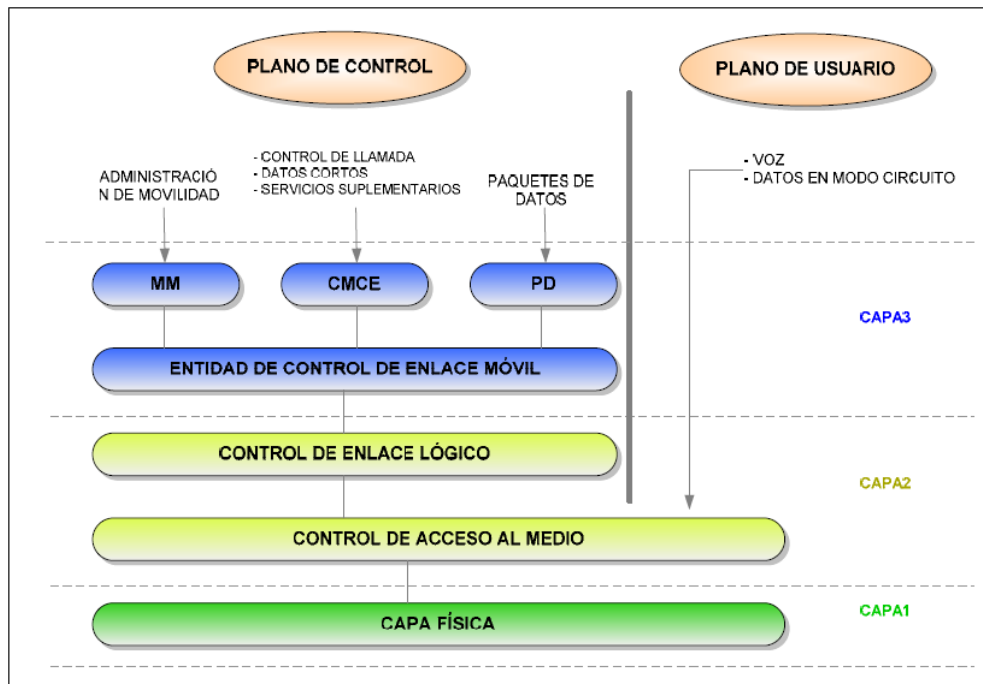 PLANO DE CONTROL
PLANO DE USUARIO
ADMINISTRACIÓ
N DE MOVILIDAD
- CONTROL DE LLAMADA
- DATOS CORTOS
- SERVICIOS SUPLEMENTARIOS
PAQUETES DE
DATOS
- VOZ
- DATOS EN MODO CIRCUITO
MM
CMCE
PD
CAPA3
ENTIDAD DE CONTROL DE ENLACE MÓVIL
CONTROL DE ENLACE LÓGICO
CAPA2
CONTROL DE ACCESO AL MEDIO
CAPA FÍSICA
CAPA1